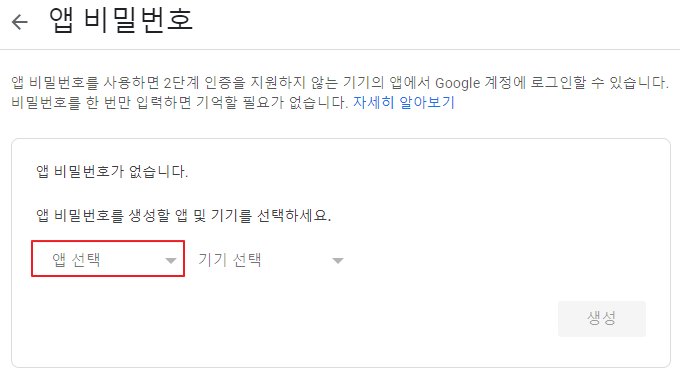 앱 비밀번호
앱 비밀번호를 사용하면 2단계 인증을 지원하지 않는 기기의 앱에서 Google 계정에 로그인할 수 있습니다.
비밀번호를 한 번만 입력하면 기억할 필요가 없습니다. 자세히 알아보기
앱 비밀번호가 없습니다.
앱 비밀번호를 생성할 앱 및 기기를 선택하세요.
앱 선택 기기 선택
생성